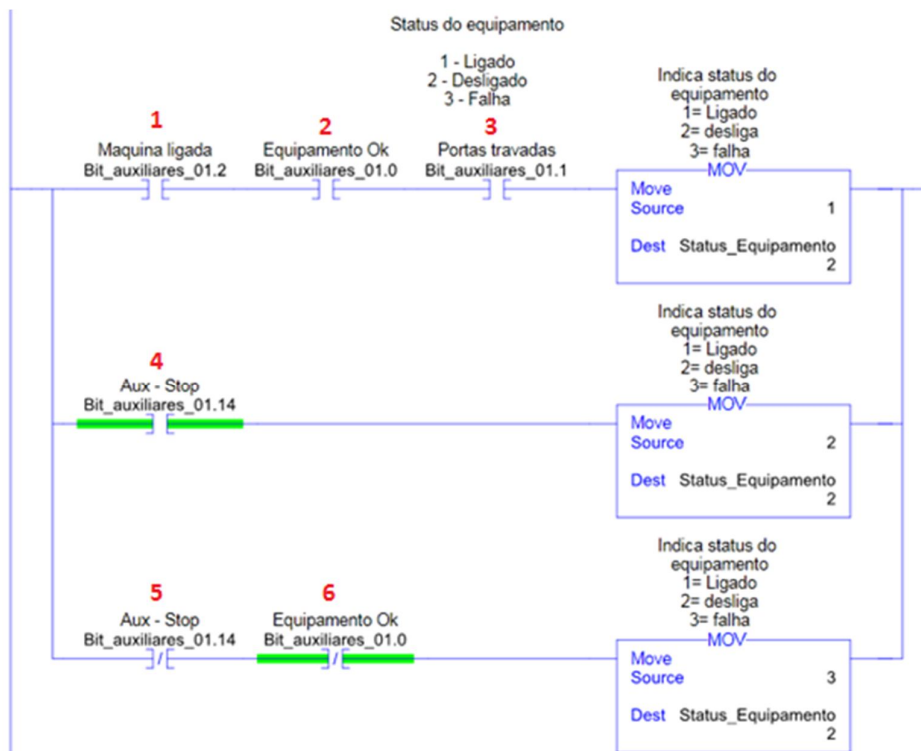 Status do equipamento
1 - Ligado
2 - Desligado
3 - Falha
1
Maquina ligada
Bit_auxiliares_01.2
2
Equipamento Ok
Bit_auxiliares_01.0
3
Portas travadas
Bit_auxiliares_01.1
Indica status do
equipamento
1= Ligado
2= desliga
3= falha
MOV
Move
Source 1
Dest Status_Equipamento
2
4
Aux - Stop
Bit_auxiliares_01.14
Indica status do
equipamento
1= Ligado
2= desliga
3= falha
MOV
Move
Source 2
Dest Status_Equipamento
2
5
Aux - Stop
Bit_auxiliares_01.14
6
Equipamento Ok
Bit_auxiliares_01.0
Indica status do
equipamento
1= Ligado
2= desliga
3= falha
MOV
Move
Source 3
Dest Status_Equipamento
2